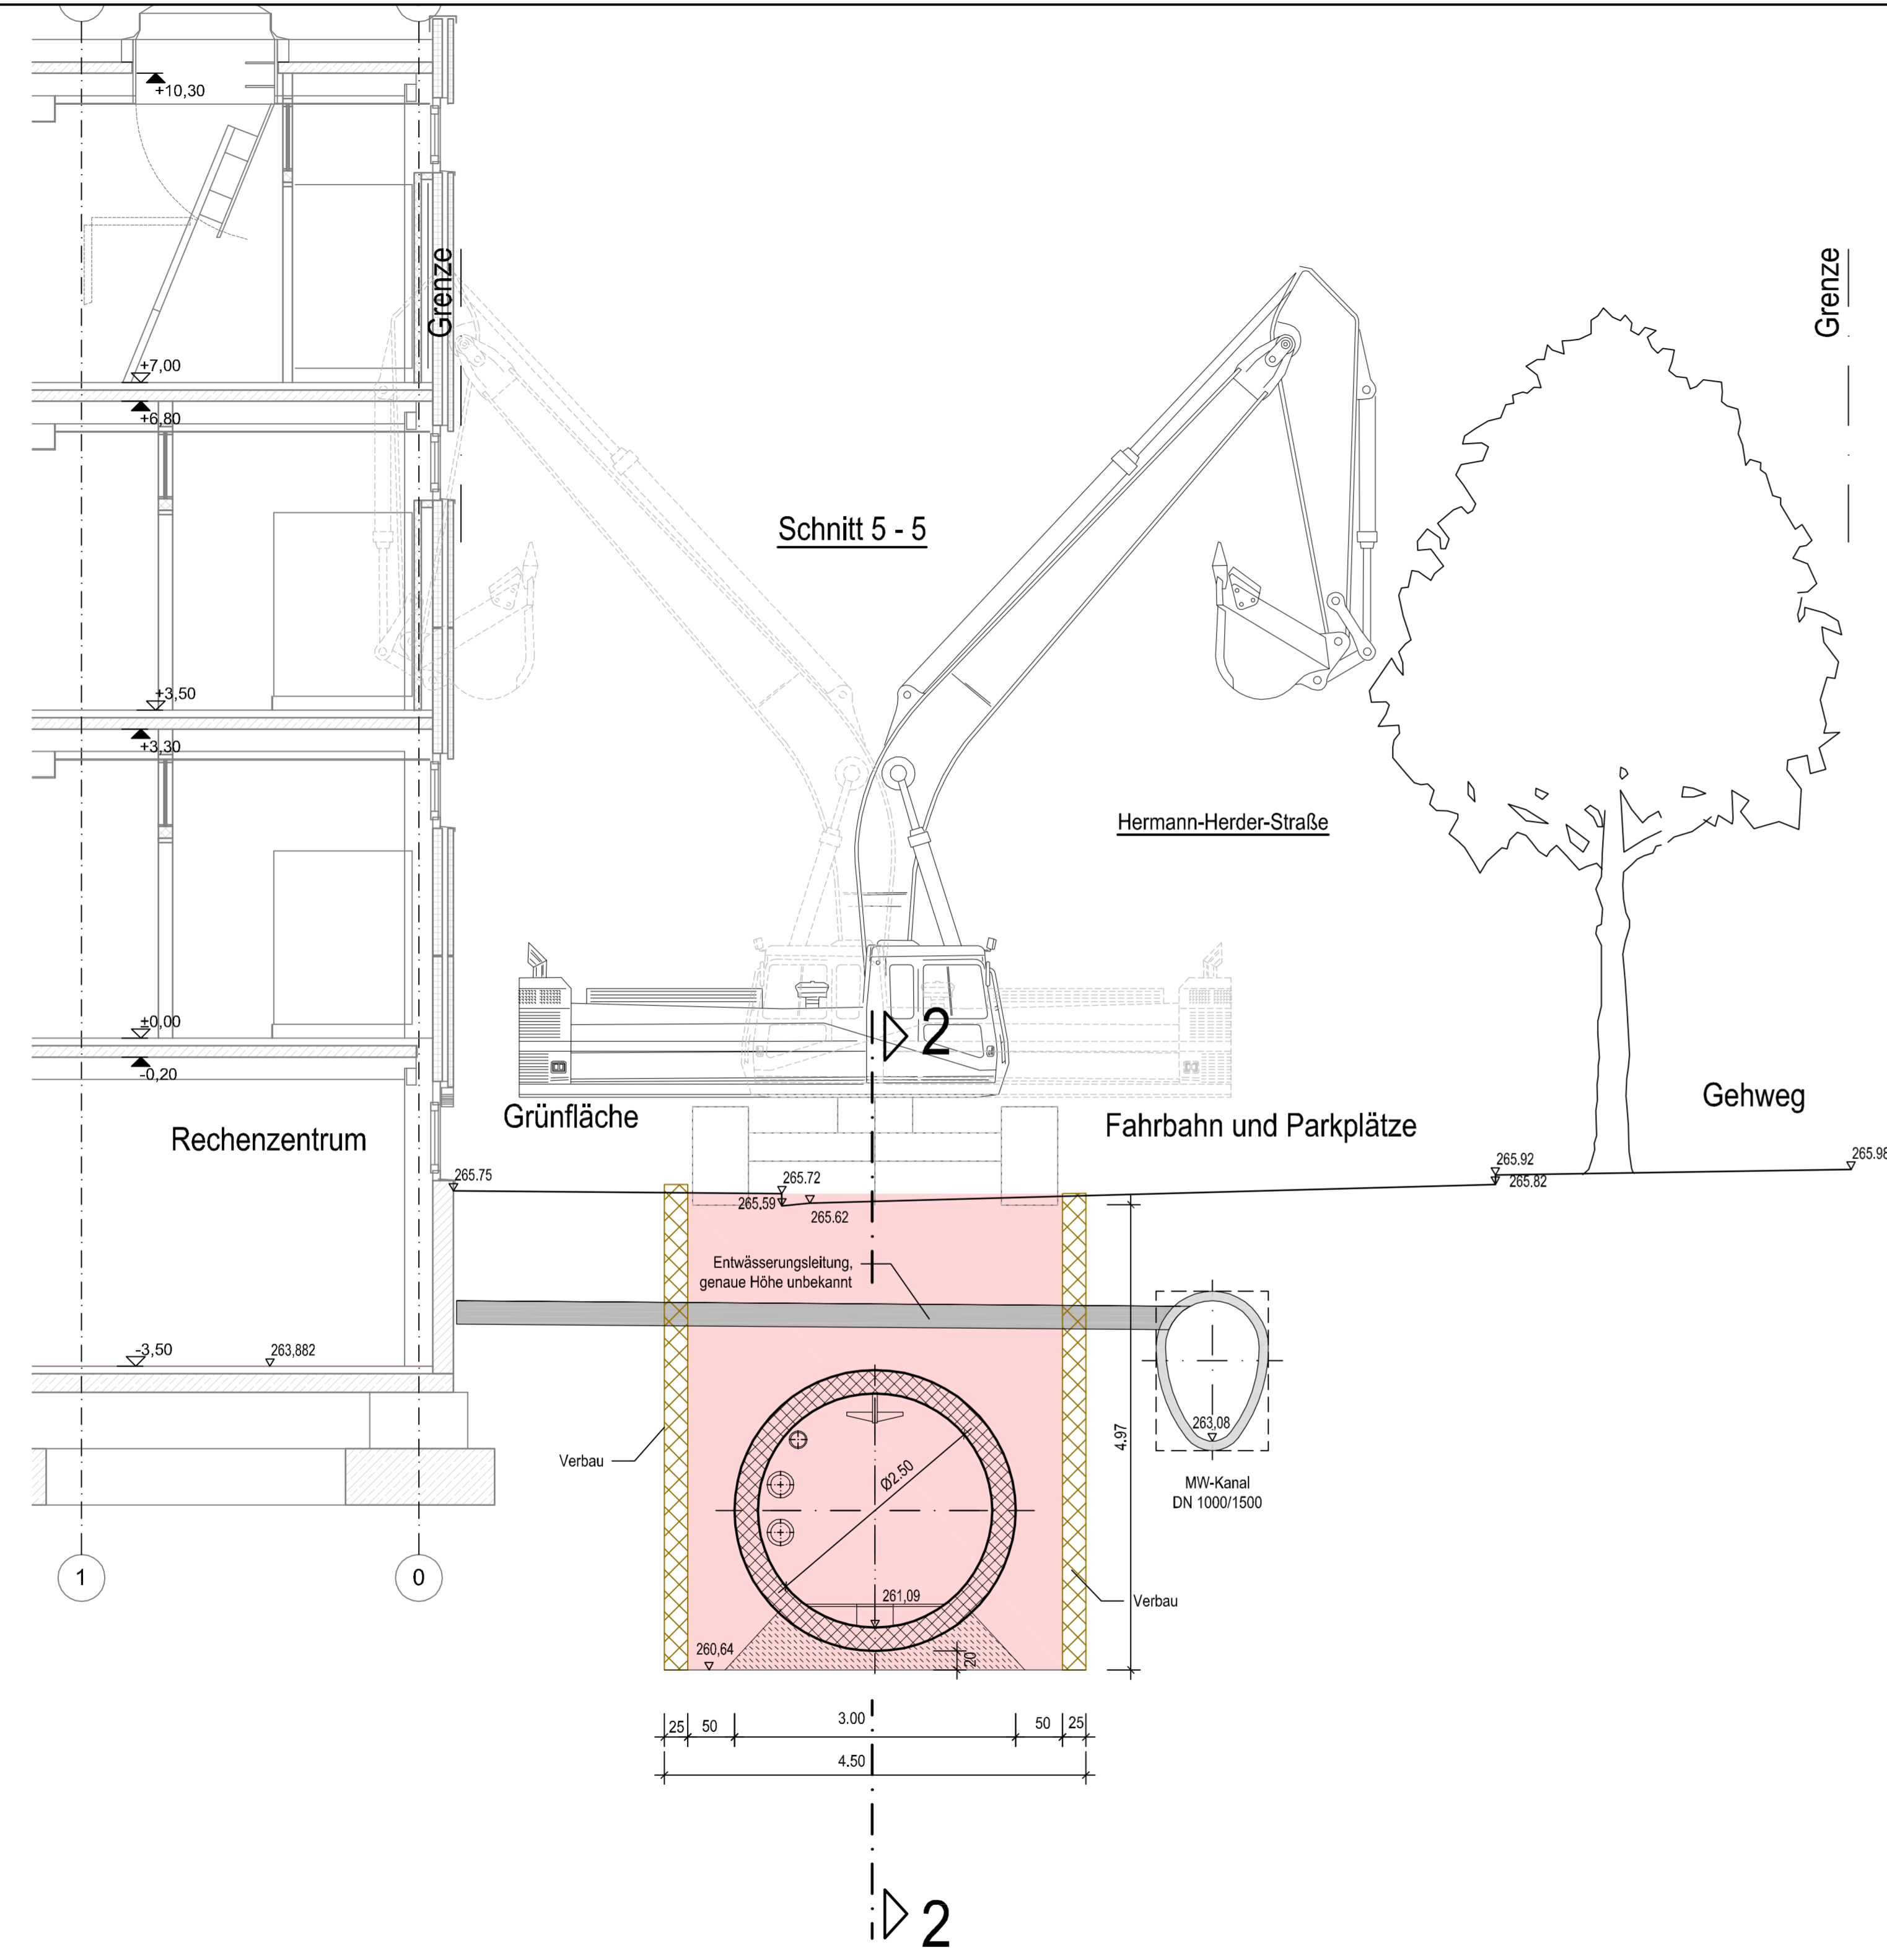 +10,30
Grenze
Grenze
+7,00
+6,80
Schnitt 5 - 5
+3,50
+3,30
Hermann-Herder-Straße
±0,00
-0,20
2
Grünfläche
Rechenzentrum
Fahrbahn und Parkplätze
Gehweg
265.75
265.72
265.59
265.62
265.92
265.82
265.98
Entwässerungsleitung,
genaue Höhe unbekannt
-3,50
263,882
263,08
MW-Kanal
DN 1000/1500
4.97
Verbau
Ø2.50
1
0
261,09
Verbau
260,64
20
25
50
3.00
50
25
4.50
2